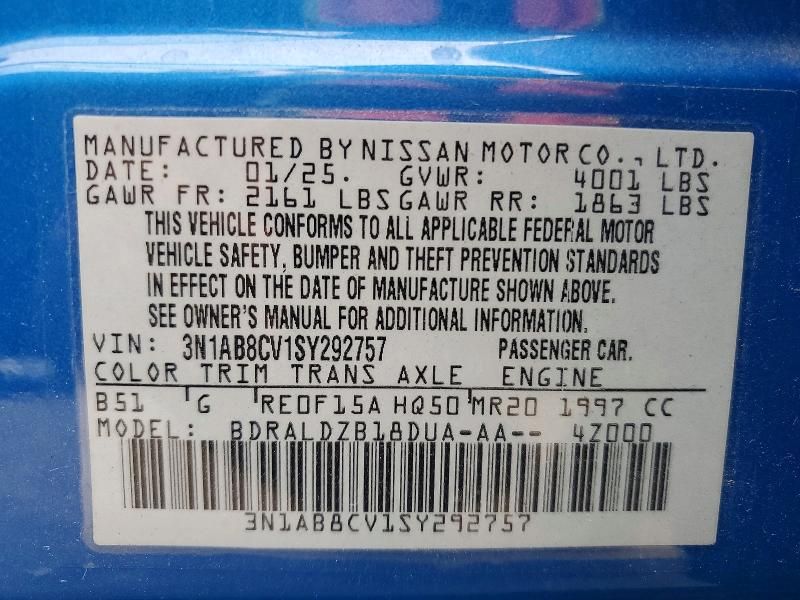 MANUFACTURED BY NISSAN MOTOR CO., LTD.
DATE: 01/25. GVWR: 4001 LBS
GAWR FR: 2161 LBS GAWR RR: 1863 LBS
THIS VEHICLE CONFORMS TO ALL APPLICABLE FEDERAL MOTOR
VEHICLE SAFETY, BUMPER AND THEFT PREVENTION STANDARDS
IN EFFECT ON THE DATE OF MANUFACTURE SHOWN ABOVE.
SEE OWNER'S MANUAL FOR ADDITIONAL INFORMATION.
VIN: 3N1AB8CV1SY292757 PASSENGER CAR.
COLOR TRIM TRANS AXLE ENGINE
B51 G RE0F15A HQ50 MR20 1997 CC
MODEL: BDRALDZB18DUA-AA-- 4Z000
3N1AB8CV1SY292757